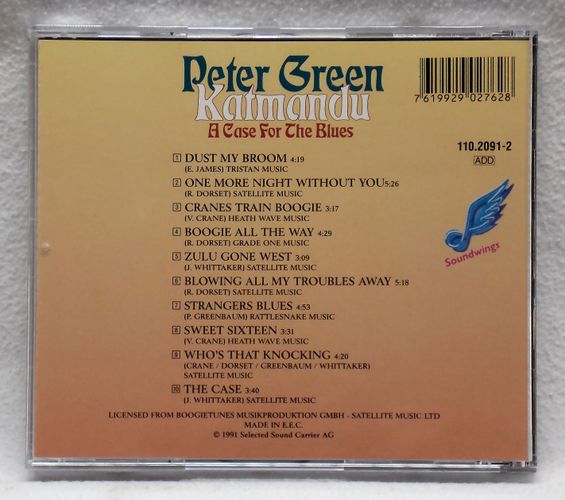 Peter Green
Katmandu
A Case For The Blues
7 619929 027628
110.2091-2
ADD
Soundwings
1 DUST MY BROOM 4:19
(E. JAMES) TRISTAN MUSIC
2 ONE MORE NIGHT WITHOUT YOU 5:26
(R. DORSET) SATELLITE MUSIC
3 CRANES TRAIN BOOGIE 3:17
(V. CRANE) HEATH WAVE MUSIC
4 BOOGIE ALL THE WAY 4:29
(R. DORSET) GRADE ONE MUSIC
5 ZULU GONE WEST 3:09
(J. WHITTAKER) SATELLITE MUSIC
6 BLOWING ALL MY TROUBLES AWAY 5:18
(R. DORSET) SATELLITE MUSIC
7 STRANGERS BLUES 4:53
(P. GREENBAUM) RATTLESNAKE MUSIC
8 SWEET SIXTEEN 3:31
(V. CRANE) HEATH WAVE MUSIC
9 WHO'S THAT KNOCKING 4:20
(CRANE / DORSET / GREENBAUM / WHITTAKER)
SATELLITE MUSIC
10 THE CASE 3:40
(J. WHITTAKER) SATELLITE MUSIC
LICENSED FROM BOOGIETUNES MUSIKPRODUKTION GMBH - SATELLITE MUSIC LTD
MADE IN E.E.C.
© 1991 Selected Sound Carrier AG